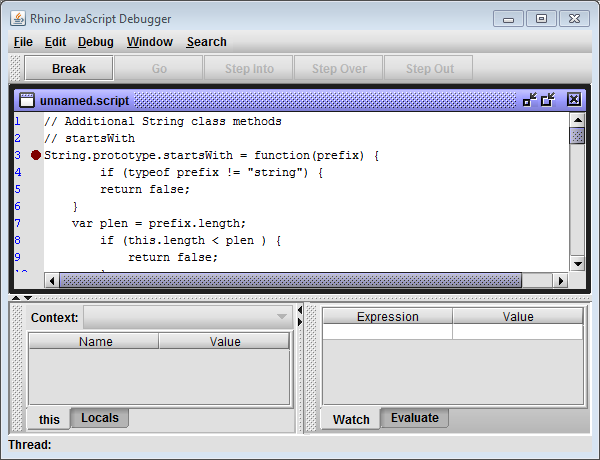 Rhino JavaScript Debugger
File Edit Debug Window Search
Break Go Step Into Step Over Step Out
unnamed.script
1 // Additional String class methods
2 // startsWith
3 String.prototype.startsWith = function(prefix) {
4 if (typeof prefix != "string") {
5 return false;
6 }
7 var plen = prefix.length;
8 if (this.length < plen ) {
9 return false;
Context:
Name Value
this Locals
Expression Value
Watch Evaluate
Thread: